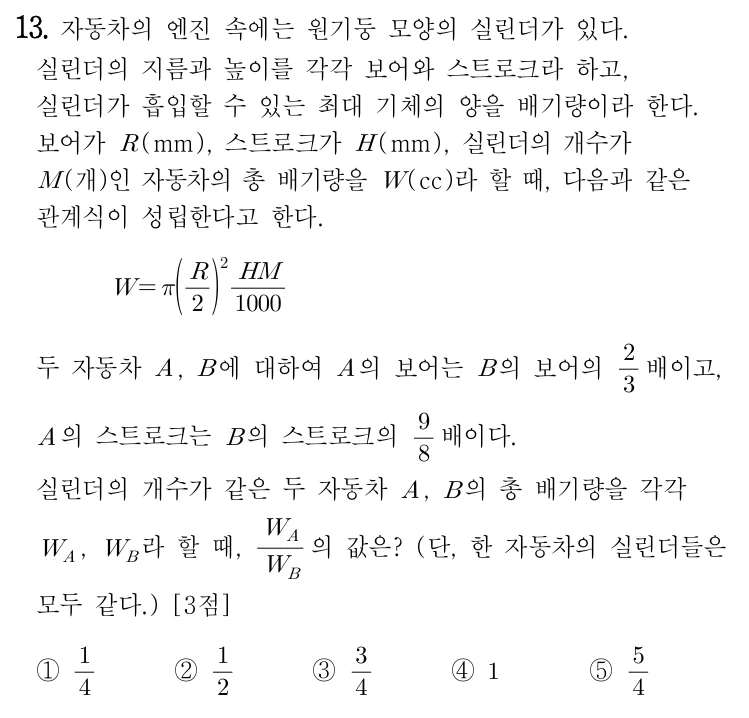 13. 자동차의 엔진 속에는 원기둥 모양의 실린더가 있다.
실린더의 지름과 높이를 각각 보어와 스트로크라 하고,
실린더가 흡입할 수 있는 최대 기체의 양을 배기량이라 한다.
보어가 R(mm), 스트로크가 H(mm), 실린더의 개수가
M(개)인 자동차의 총 배기량을 W(cc)라 할 때, 다음과 같은
관계식이 성립한다고 한다.
W=π(R/2)² HM/1000
두 자동차 A, B에 대하여 A의 보어는 B의 보어의 2/3배이고,
A의 스트로크는 B의 스트로크의 9/8배이다.
실린더의 개수가 같은 두 자동차 A, B의 총 배기량을 각각
W_A, W_B라 할 때, W_A/W_B의 값은? (단, 한 자동차의 실린더들은
모두 같다.) [3점]
① 1/4 ② 1/2 ③ 3/4 ④ 1 ⑤ 5/4